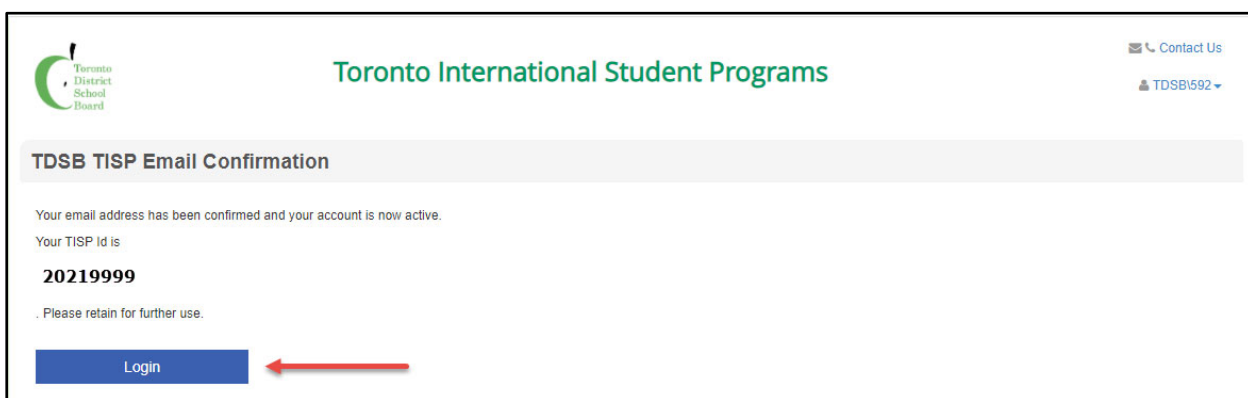 Toronto
District
School
Board
Toronto International Student Programs
Contact Us
TDSB\592
TDSB TISP Email Confirmation
Your email address has been confirmed and your account is now active.
Your TISP Id is
20219999
. Please retain for further use.
Login